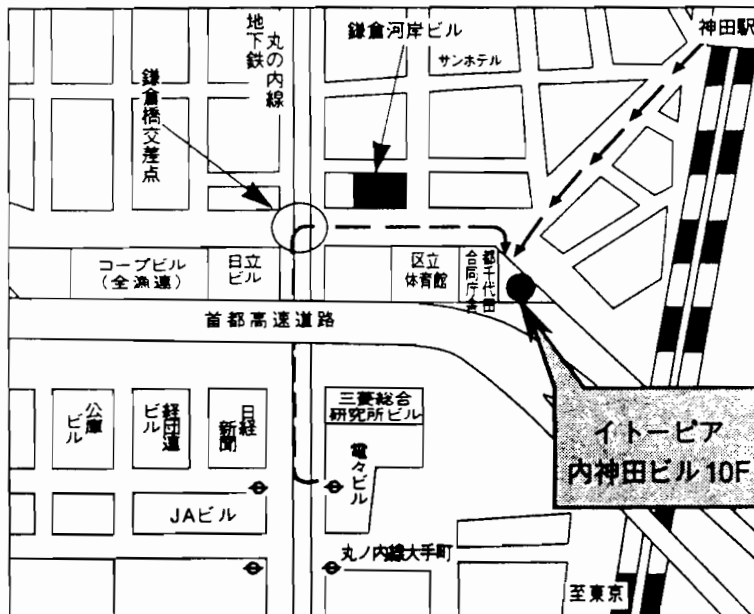 神田駅
鎌倉河岸ビル
サンホテル
地下鉄
丸の内線
鎌倉橋交差点
コープビル
（全漁連）
日立
ビル
区立
体育館
都千代田
合同庁舎
首都高速道路
公庫
ビル
経団連
ビル
日経
新聞
三菱総合
研究所ビル
電々ビル
イトーピア
内神田ビル10F
JAビル
丸ノ内線大手町
至東京